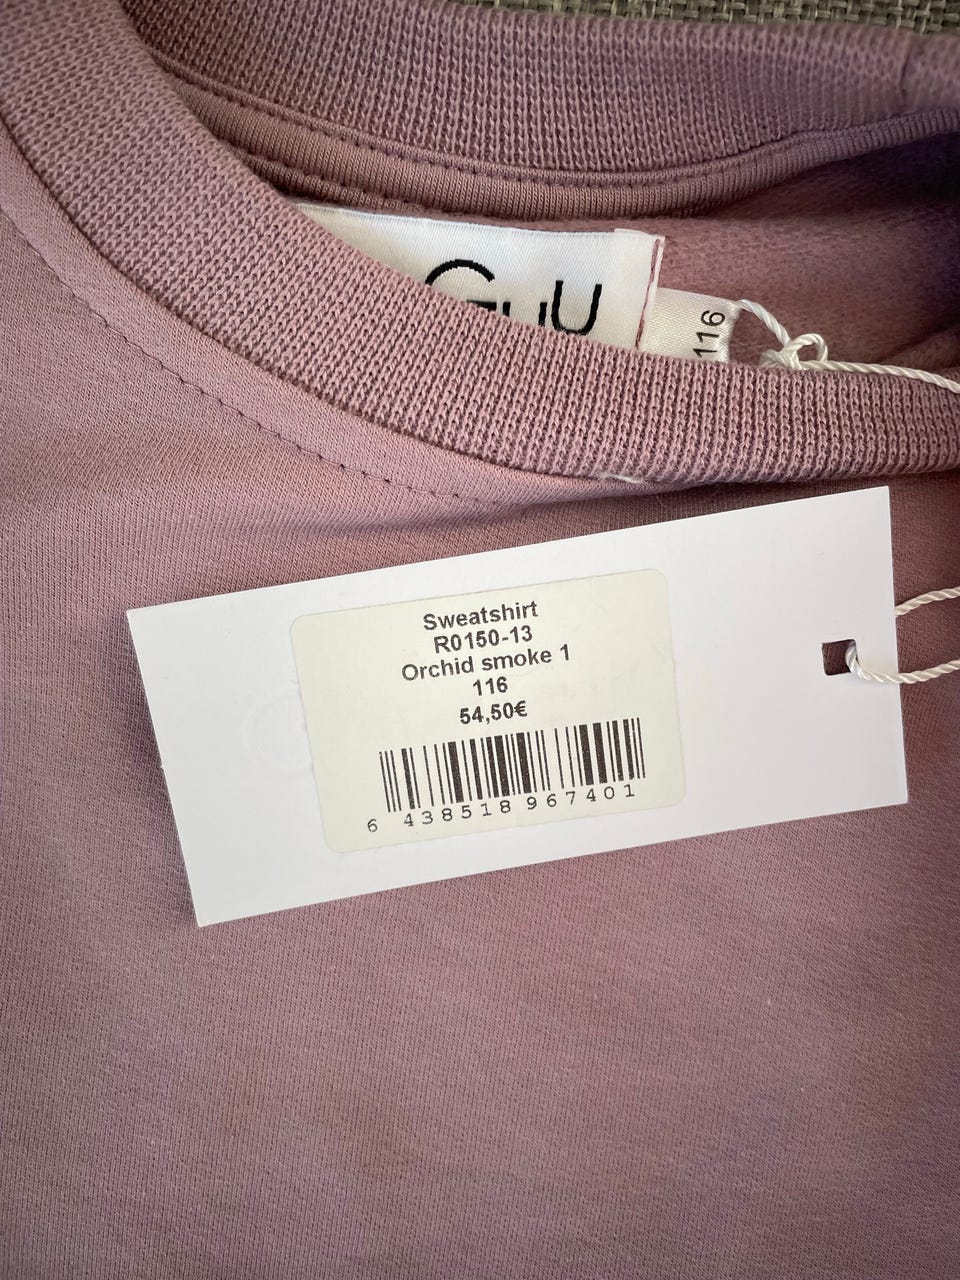 GuU
116
Sweatshirt
R0150-13
Orchid smoke 1
116
54,50€
6 438518 967401